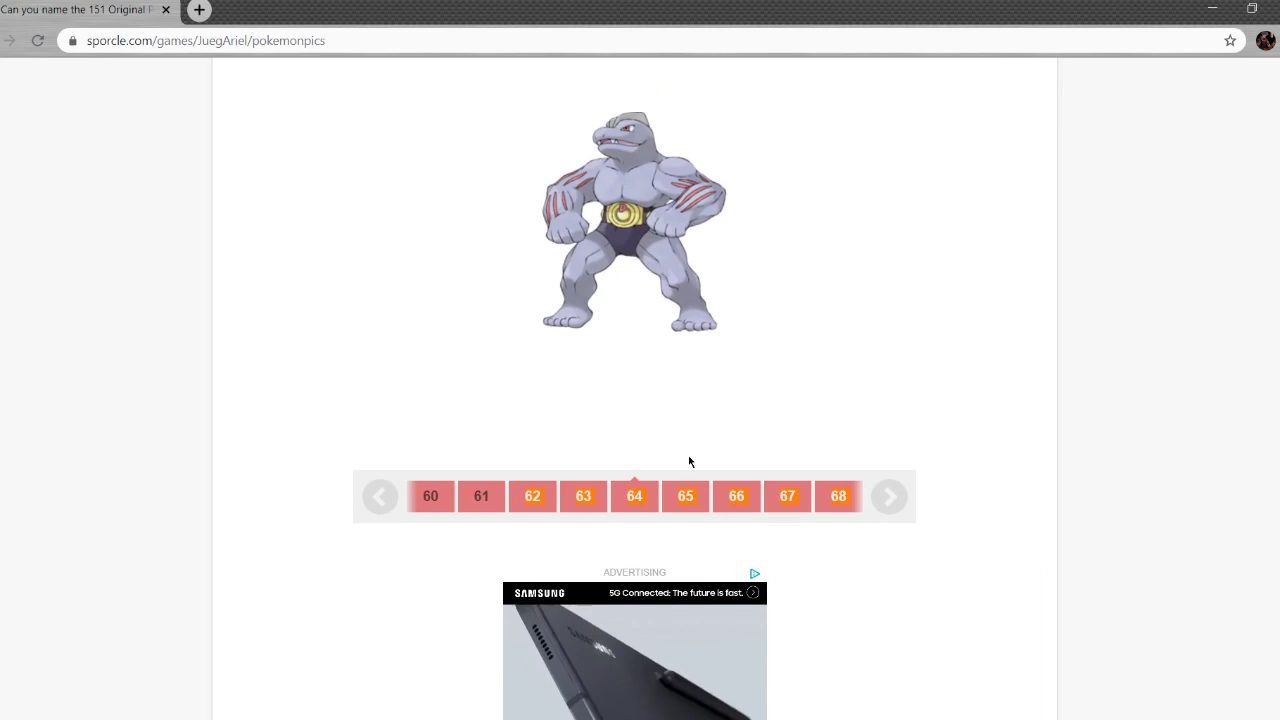 Can you name the 151 Original P
sporcle.com/games/JuegAriel/pokemonpics
60 61 62 63 64 65 66 67 68
ADVERTISING
SAMSUNG 5G Connected: The future is fast.
SAMSUNG